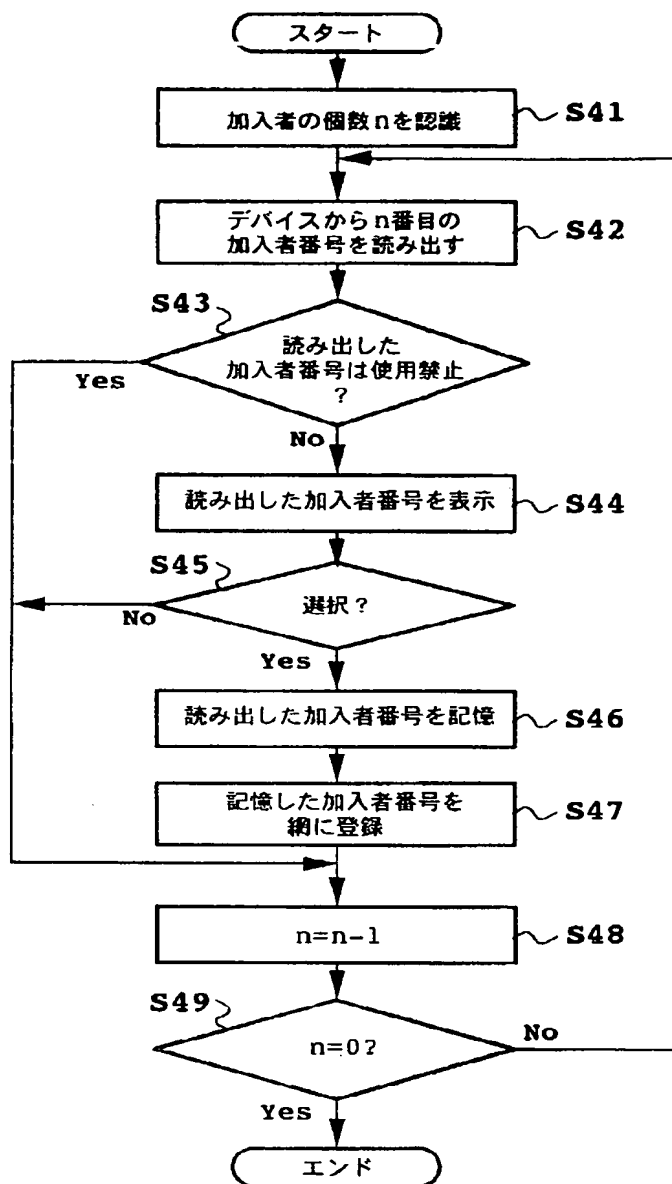 スタート
加入者の個数nを認識
S41
デバイスからn番目の
加入者番号を読み出す
S42
S43
読み出した
加入者番号は使用禁止
?
Yes
No
読み出した加入者番号を表示
S44
S45
選択?
No
Yes
読み出した加入者番号を記憶
S46
記憶した加入者番号を
網に登録
S47
n=n-1
S48
S49
n=0?
No
Yes
エンド